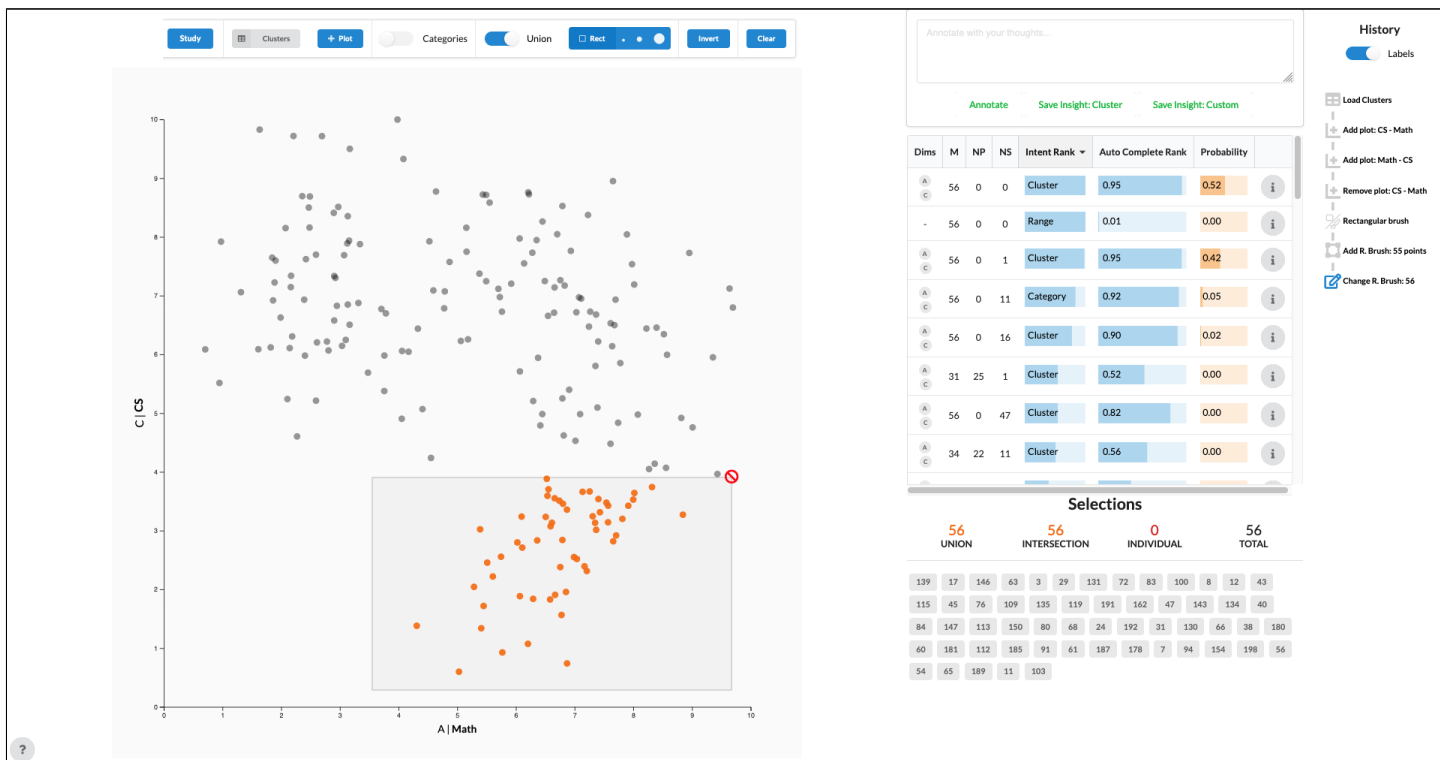 Study Clusters + Plot Categories Union Rect Invert Clear
Annotate with your thoughts...
Annotate Save Insight: Cluster Save Insight: Custom
History
Labels
Load Clusters
Add plot: CS - Math
Add plot: Math - CS
Remove plot: CS - Math
Rectangular brush
Add R. Brush: 55 points
Change R. Brush: 56
Dims M NP NS Intent Rank Auto Complete Rank Probability
A C 56 0 0 Cluster 0.95 0.52 i
- 56 0 0 Range 0.01 0.00 i
A C 56 0 1 Cluster 0.95 0.42 i
A C 56 0 11 Category 0.92 0.05 i
A C 56 0 16 Cluster 0.90 0.02 i
A C 31 25 1 Cluster 0.52 0.00 i
A C 56 0 47 Cluster 0.82 0.00 i
A C 34 22 11 Cluster 0.56 0.00 i
Selections
56 56 0 56
UNION INTERSECTION INDIVIDUAL TOTAL
139 17 146 63 3 29 131 72 83 100 8 12 43
115 45 76 109 135 119 191 162 47 143 134 40
84 147 113 150 80 68 24 192 31 130 66 38 180
60 181 112 185 91 61 187 178 7 94 154 198 56
54 65 189 11 103
10
9
8
7
6
5
4
3
2
1
0
C | CS
0 1 2 3 4 5 6 7 8 9 10
A | Math
?